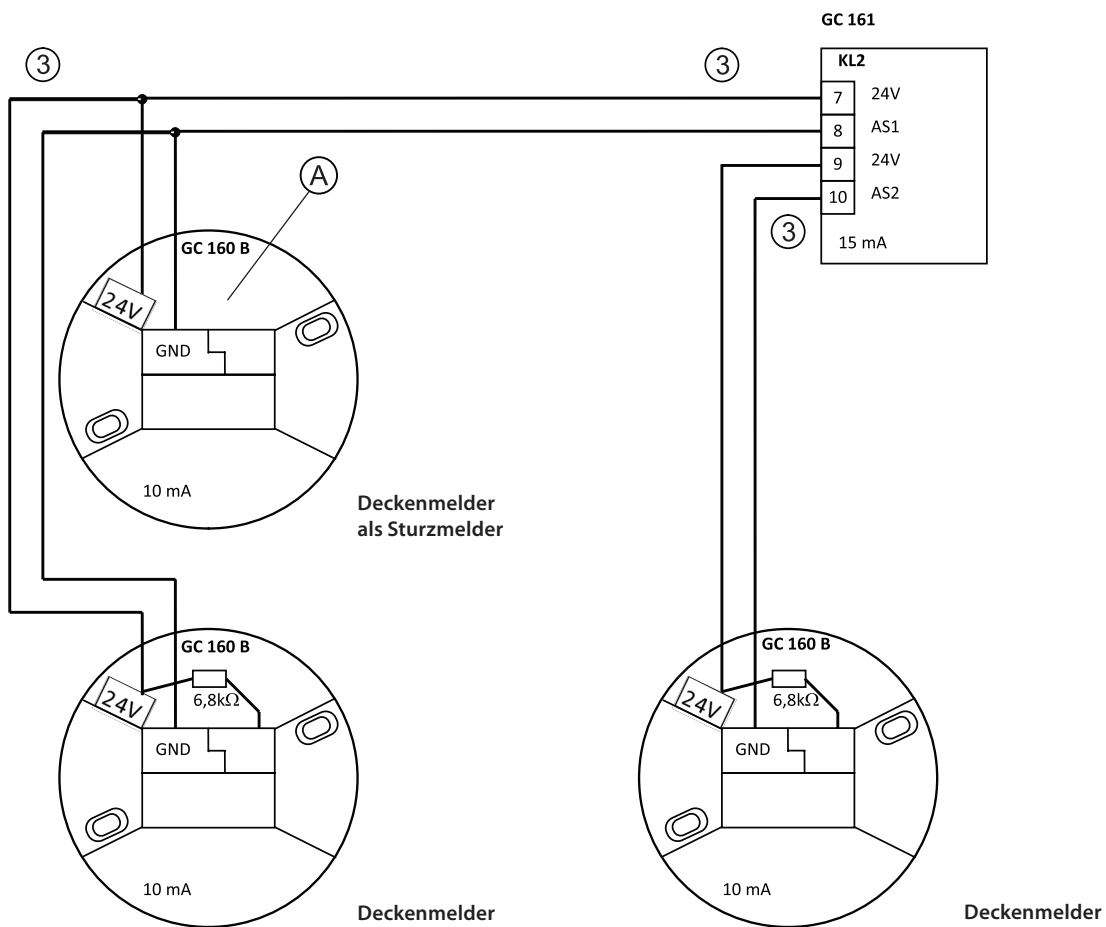 GC 161
3
3
KL2
7 24V
8 AS1
9 24V
10 AS2
3
15 mA
A
GC 160 B
24V
GND
10 mA
Deckenmelder
als Sturzmelder
GC 160 B
24V
6,8kΩ
GND
10 mA
Deckenmelder
GC 160 B
24V
6,8kΩ
GND
10 mA
Deckenmelder